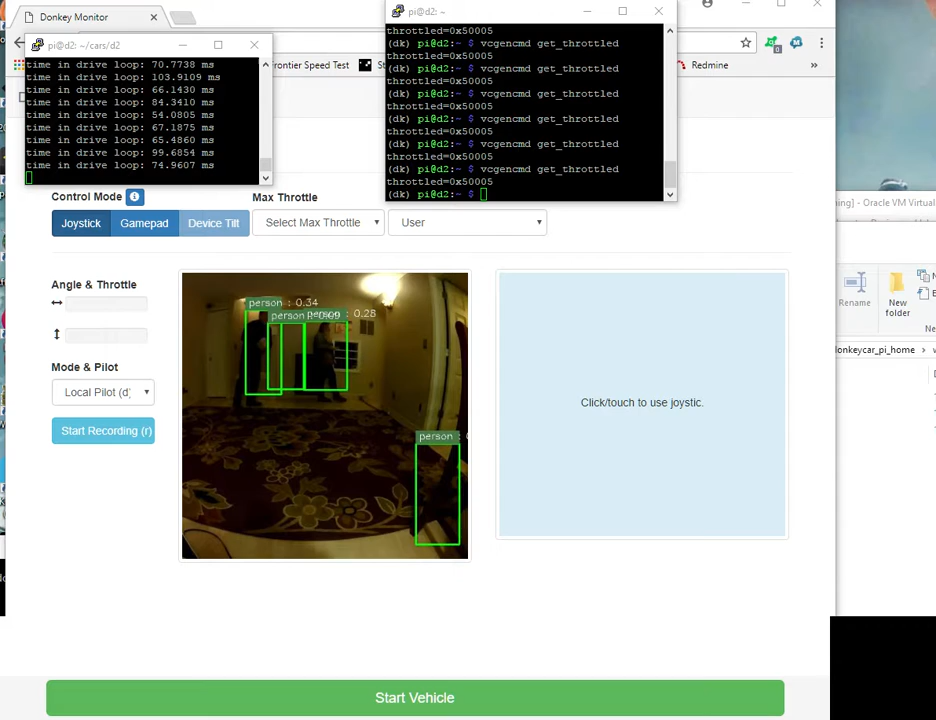 Donkey Monitor
pi@d2: ~/cars/d2
time in drive loop: 70.7738 ms
time in drive loop: 103.9109 ms
time in drive loop: 66.1430 ms
time in drive loop: 84.3410 ms
time in drive loop: 54.0805 ms
time in drive loop: 67.1875 ms
time in drive loop: 65.4860 ms
time in drive loop: 99.6854 ms
time in drive loop: 74.9607 ms
pi@d2: ~
throttled=0x50005
(dk) pi@d2:~ $ vcgencmd get_throttled
throttled=0x50005
(dk) pi@d2:~ $ vcgencmd get_throttled
throttled=0x50005
(dk) pi@d2:~ $ vcgencmd get_throttled
throttled=0x50005
(dk) pi@d2:~ $ vcgencmd get_throttled
throttled=0x50005
(dk) pi@d2:~ $ vcgencmd get_throttled
throttled=0x50005
(dk) pi@d2:~ $ vcgencmd get_throttled
throttled=0x50005
(dk) pi@d2:~ $
Frontier Speed Test
St
Redmine
»
Control Mode
Max Throttle
Joystick
Gamepad
Device Tilt
Select Max Throttle
User
ing] - Oracle VM Virtual
Rename
New
folder
Ne
onkeycar_pi_home
Angle & Throttle
Mode & Pilot
Local Pilot (d)
Start Recording (r)
person : 0.34
person :
0.28
person :
Click/touch to use joystic.
Start Vehicle